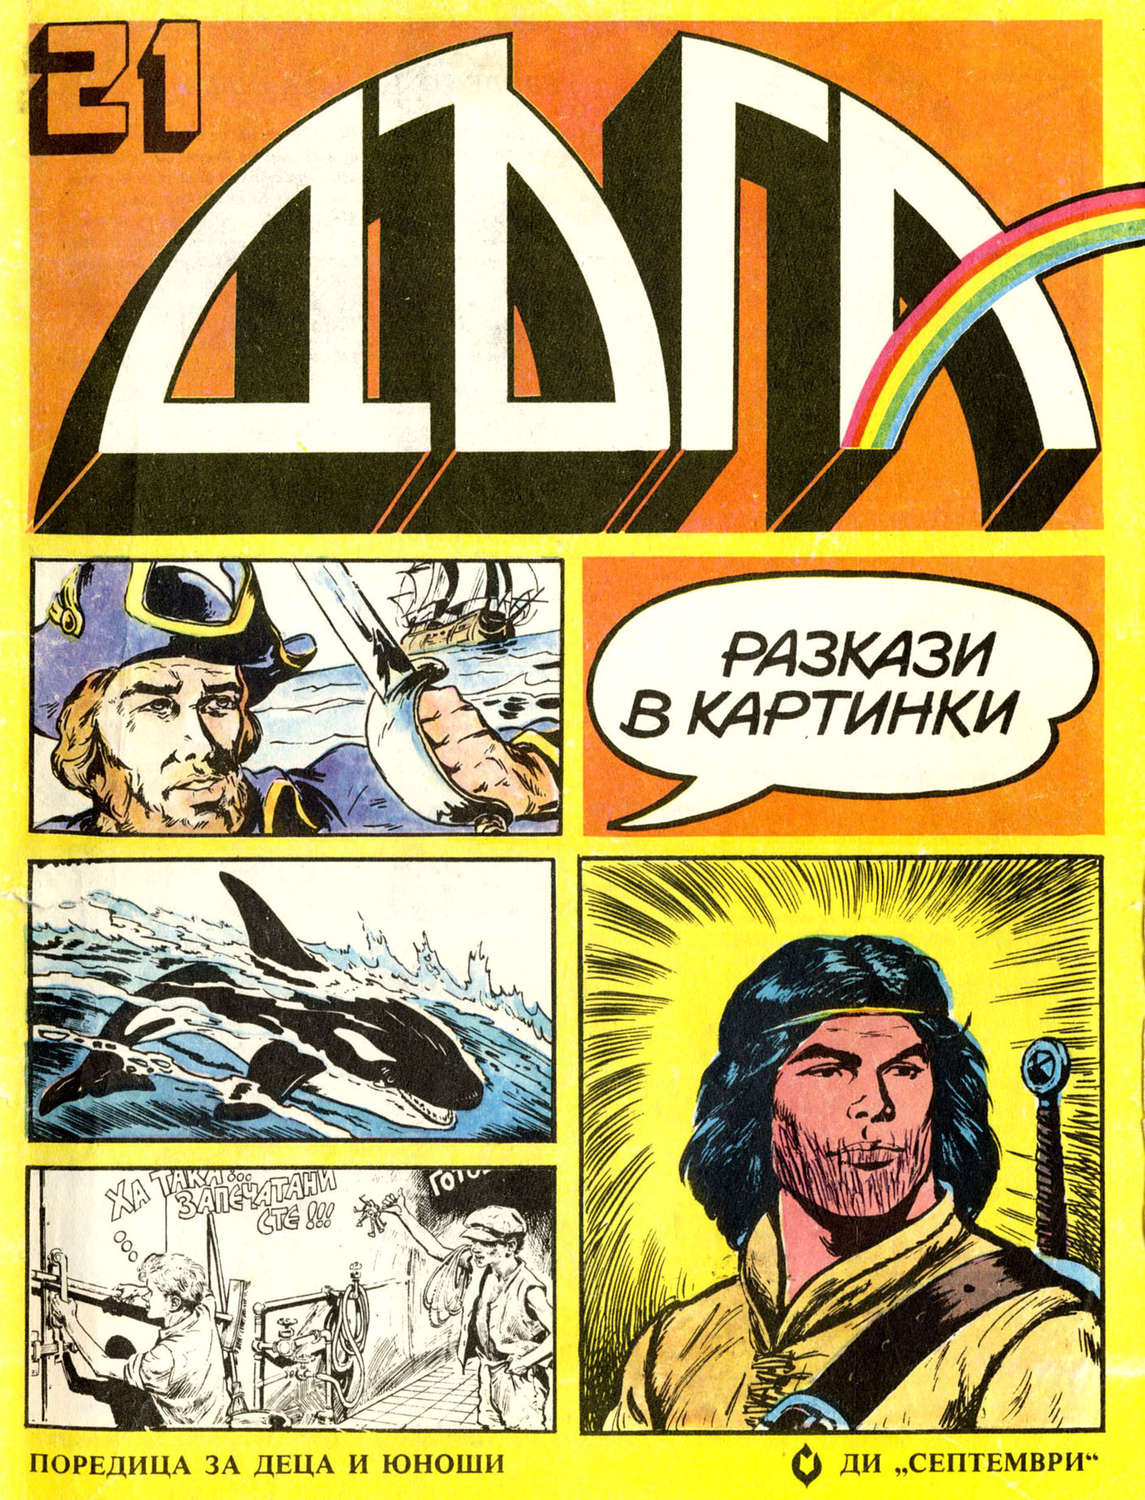 21
ДЪГА
РАЗКАЗИ
В КАРТИНКИ
ХА ТАКА...
ЗАПЕЧАТАНИ
СТЕ!!!
ПОРЕДИЦА ЗА ДЕЦА И ЮНОШИ
ДИ „СЕПТЕМВРИ“